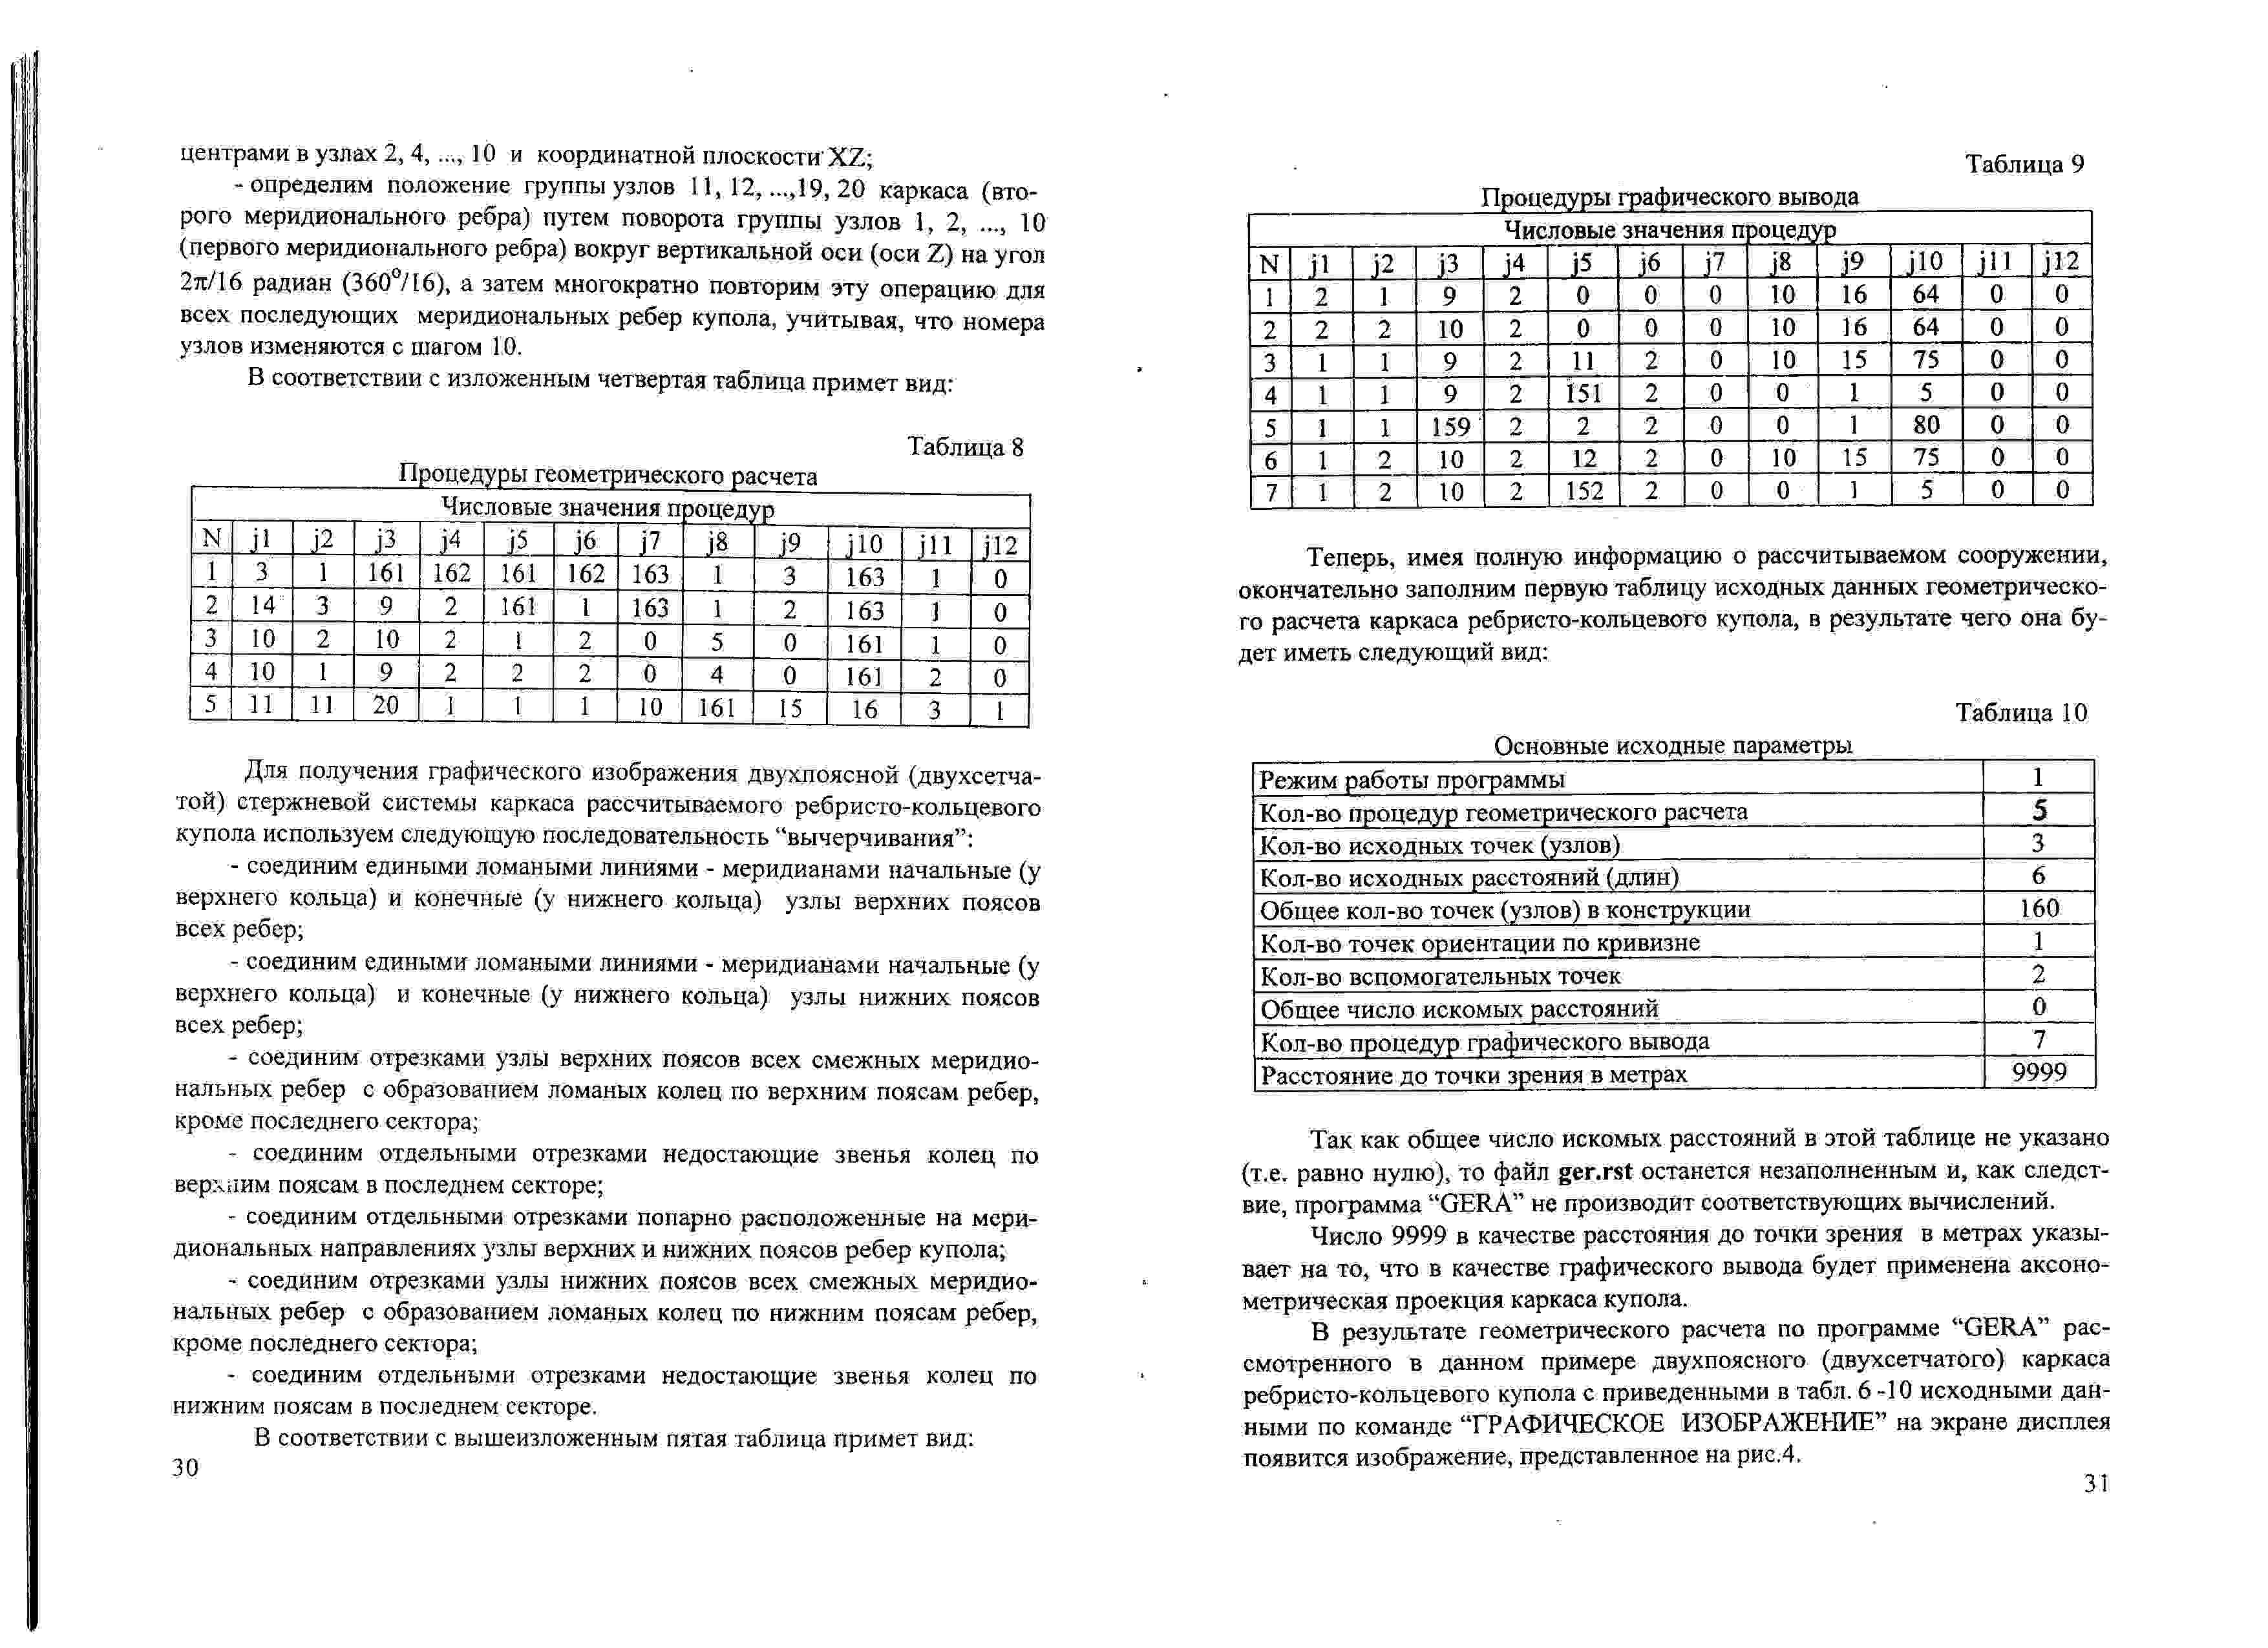 центрами в узлах 2, 4, ..., 10 и координатной плоскости XZ;
- определим положение группы узлов 11, 12, ...,19, 20 каркаса (вто-
рого меридионального ребра) путем поворота группы узлов 1, 2, ..., 10
(первого меридионального ребра) вокруг вертикальной оси (оси Z) на угол
2π/16 радиан (360⁰/16), а затем многократно повторим эту операцию для
всех последующих меридиональных ребер купола, учитывая, что номера
узлов изменяются с шагом 10.
В соответствии с изложенным четвертая таблица примет вид:
Таблица 8
Процедуры геометрического расчета
Числовые значения процедур
N j1 j2 j3 j4 j5 j6 j7 j8 j9 j10 j11 j12
1 3 1 161 162 161 162 163 1 3 163 1 0
2 14 3 9 2 161 1 163 1 2 163 1 0
3 10 2 10 2 1 2 0 5 0 161 1 0
4 10 1 9 2 2 2 0 4 0 161 2 0
5 11 11 20 1 1 1 10 161 15 16 3 1
Для получения графического изображения двухпоясной (двухсетча-
той) стержневой системы каркаса рассчитываемого ребристо-кольцевого
купола используем следующую последовательность “вычерчивания”:
- соединим едиными ломаными линиями - меридианами начальные (у
верхнего кольца) и конечные (у нижнего кольца) узлы верхних поясов
всех ребер;
- соединим едиными ломаными линиями - меридианами начальные (у
верхнего кольца) и конечные (у нижнего кольца) узлы нижних поясов
всех ребер;
- соединим отрезками узлы верхних поясов всех смежных меридио-
нальных ребер с образованием ломаных колец по верхним поясам ребер,
кроме последнего сектора;
- соединим отдельными отрезками недостающие звенья колец по
верхним поясам в последнем секторе;
- соединим отдельными отрезками попарно расположенные на мери-
диональных направлениях узлы верхних и нижних поясов ребер купола;
- соединим отрезками узлы нижних поясов всех смежных меридио-
нальных ребер с образованием ломаных колец по нижним поясам ребер,
кроме последнего сектора;
- соединим отдельными отрезками недостающие звенья колец по
нижним поясам в последнем секторе.
В соответствии с вышеизложенным пятая таблица примет вид:
30
Таблица 9
Процедуры графического вывода
Числовые значения процедур
N j1 j2 j3 j4 j5 j6 j7 j8 j9 j10 j11 j12
1 2 1 9 2 0 0 0 10 16 64 0 0
2 2 2 10 2 0 0 0 10 16 64 0 0
3 1 1 9 2 11 2 0 10 15 75 0 0
4 1 1 9 2 151 2 0 0 1 5 0 0
5 1 1 159 2 2 2 0 0 1 80 0 0
6 1 2 10 2 12 2 0 10 15 75 0 0
7 1 2 10 2 152 2 0 0 1 5 0 0
Теперь, имея полную информацию о рассчитываемом сооружении,
окончательно заполним первую таблицу исходных данных геометрическо-
го расчета каркаса ребристо-кольцевого купола, в результате чего она бу-
дет иметь следующий вид:
Таблица 10
Основные исходные параметры
Режим работы программы 1
Кол-во процедур геометрического расчета 5
Кол-во исходных точек (узлов) 3
Кол-во исходных расстояний (длин) 6
Общее кол-во точек (узлов) в конструкции 160
Кол-во точек ориентации по кривизне 1
Кол-во вспомогательных точек 2
Общее число искомых расстояний 0
Кол-во процедур графического вывода 7
Расстояние до точки зрения в метрах 9999
Так как общее число искомых расстояний в этой таблице не указано
(т.е. равно нулю), то файл ger.rst останется незаполненным и, как следст-
вие, программа “GERA” не производит соответствующих вычислений.
Число 9999 в качестве расстояния до точки зрения в метрах указы-
вает на то, что в качестве графического вывода будет применена аксоно-
метрическая проекция каркаса купола.
В результате геометрического расчета по программе “GERA” рас-
смотренного в данном примере двухпоясного (двухсетчатого) каркаса
ребристо-кольцевого купола с приведенными в табл. 6 -10 исходными дан-
ными по команде “ГРАФИЧЕСКОЕ ИЗОБРАЖЕНИЕ” на экране дисплея
появится изображение, представленное на рис.4.
31